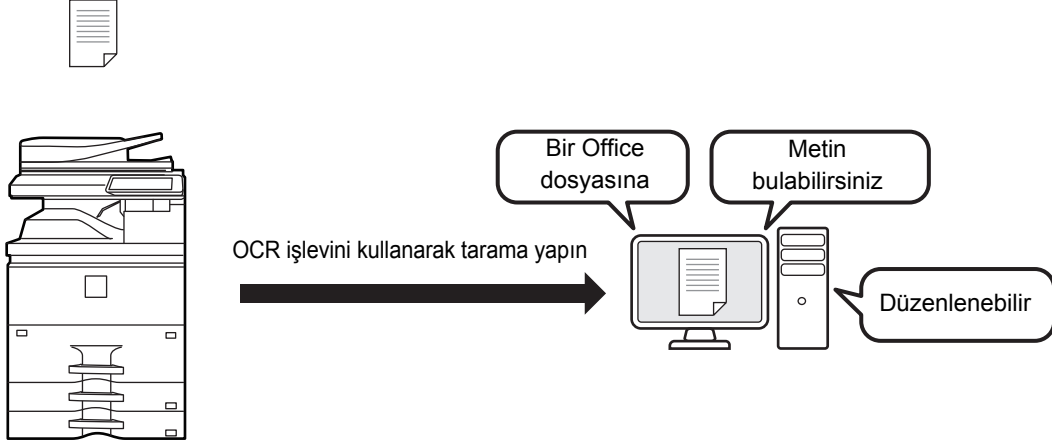 Bir Office
dosyasına
Metin
bulabilirsiniz
OCR işlevini kullanarak tarama yapın
Düzenlenebilir